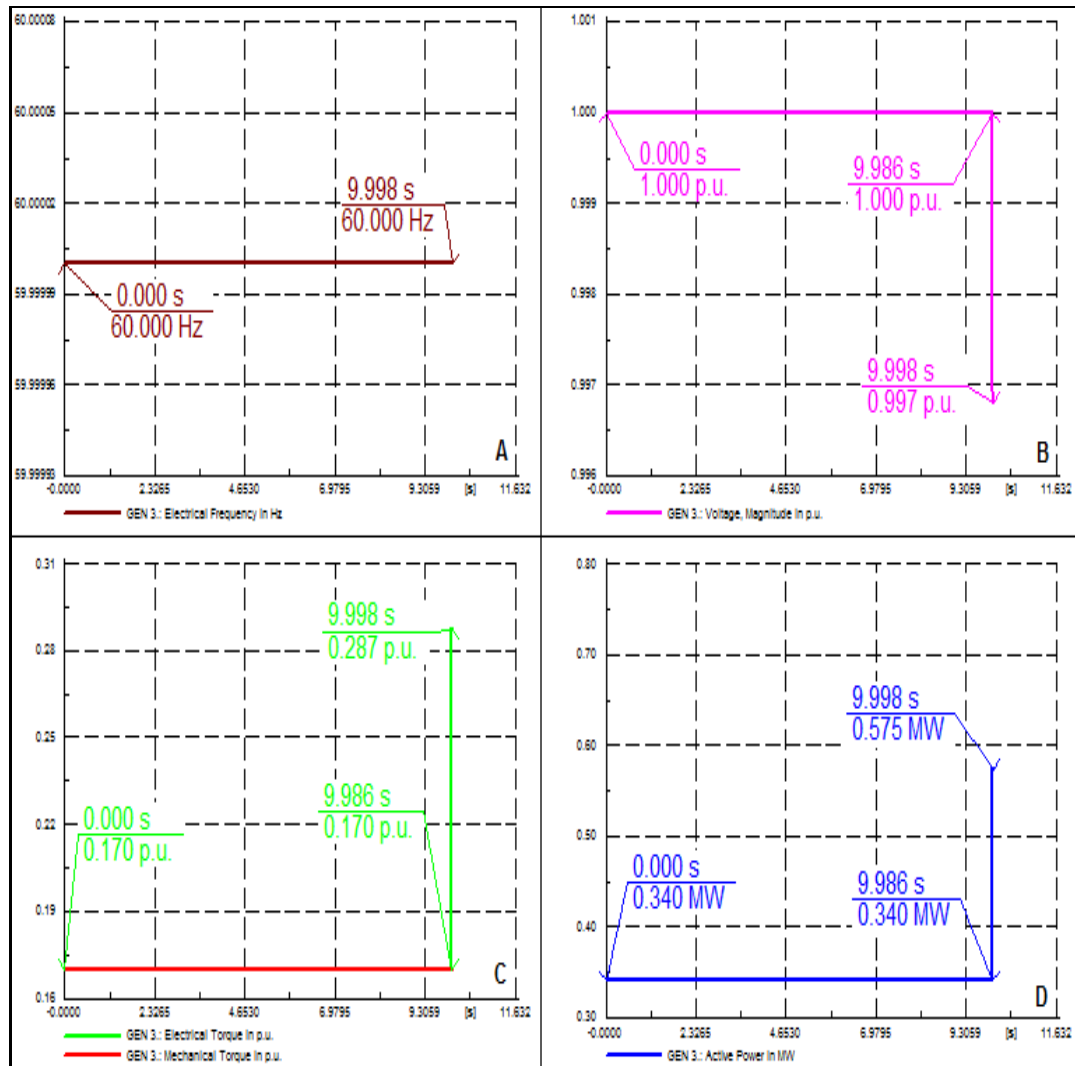 60.00008
60.00005
60.00002
59.99999
59.99996
59.99993
9.998 s
60.000 Hz
0.000 s
60.000 Hz
A
-0.0000 2.3265 4.6530 6.9795 9.3059 [s] 11.632
GEN 3.: Electrical Frequency in Hz
1.001
1.000
0.999
0.998
0.997
0.996
0.000 s
1.000 p.u.
9.986 s
1.000 p.u.
9.998 s
0.997 p.u.
B
-0.0000 2.3265 4.6530 6.9795 9.3059 [s] 11.632
GEN 3.: Voltage, Magnitude in p.u.
0.31
0.28
0.25
0.22
0.19
0.16
9.998 s
0.287 p.u.
9.986 s
0.170 p.u.
0.000 s
0.170 p.u.
C
-0.0000 2.3265 4.6530 6.9795 9.3059 [s] 11.632
GEN 3.: Electrical Torque in p.u.
GEN 3.: Mechanical Torque in p.u.
0.80
0.70
0.60
0.50
0.40
0.30
9.998 s
0.575 MW
0.000 s
0.340 MW
9.986 s
0.340 MW
D
-0.0000 2.3265 4.6530 6.9795 9.3059 [s] 11.632
GEN 3.: Active Power in MW